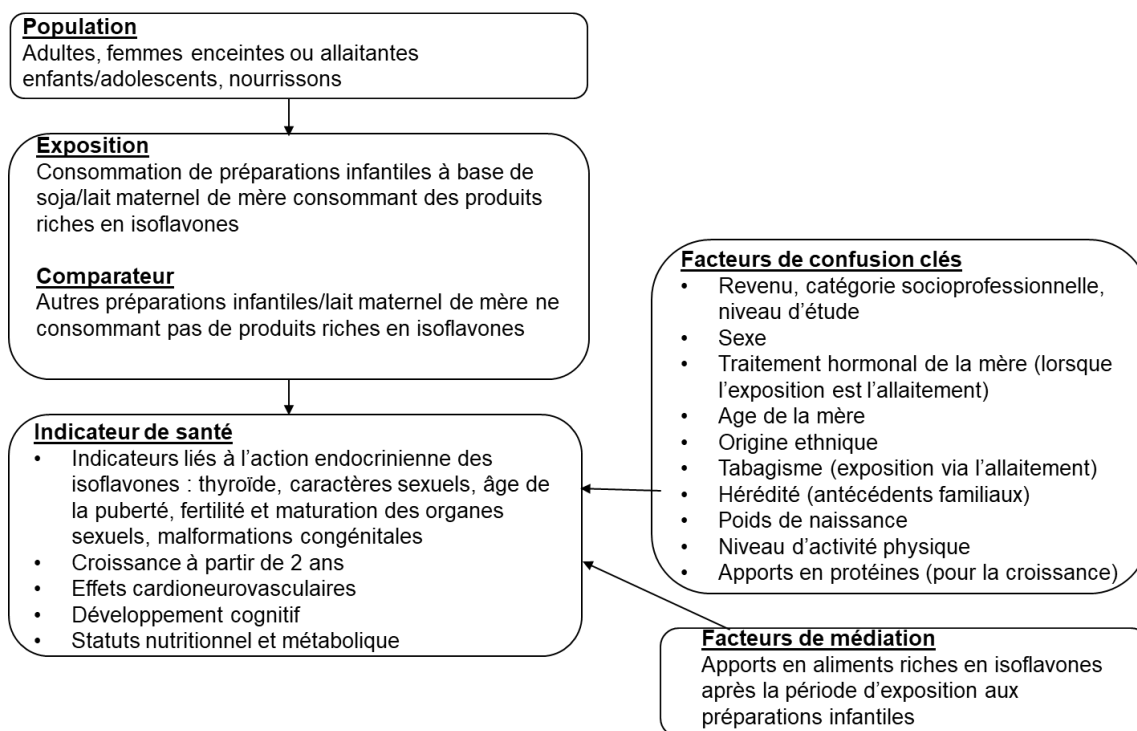 Population
Adultes, femmes enceintes ou allaitantes
enfants/adolescents, nourrissons
Exposition
Consommation de préparations infantiles à base de
soja/lait maternel de mère consommant des produits
riches en isoflavones
Comparateur
Autres préparations infantiles/lait maternel de mère ne
consommant pas de produits riches en isoflavones
Indicateur de santé
• Indicateurs liés à l'action endocrinienne des
isoflavones : thyroïde, caractères sexuels, âge de
la puberté, fertilité et maturation des organes
sexuels, malformations congénitales
• Croissance à partir de 2 ans
• Effets cardioneurovasculaires
• Développement cognitif
• Statuts nutritionnel et métabolique
Facteurs de confusion clés
• Revenu, catégorie socioprofessionnelle,
niveau d'étude
• Sexe
• Traitement hormonal de la mère (lorsque
l'exposition est l'allaitement)
• Age de la mère
• Origine ethnique
• Tabagisme (exposition via l'allaitement)
• Hérédité (antécédents familiaux)
• Poids de naissance
• Niveau d'activité physique
• Apports en protéines (pour la croissance)
Facteurs de médiation
Apports en aliments riches en isoflavones
après la période d'exposition aux
préparations infantiles